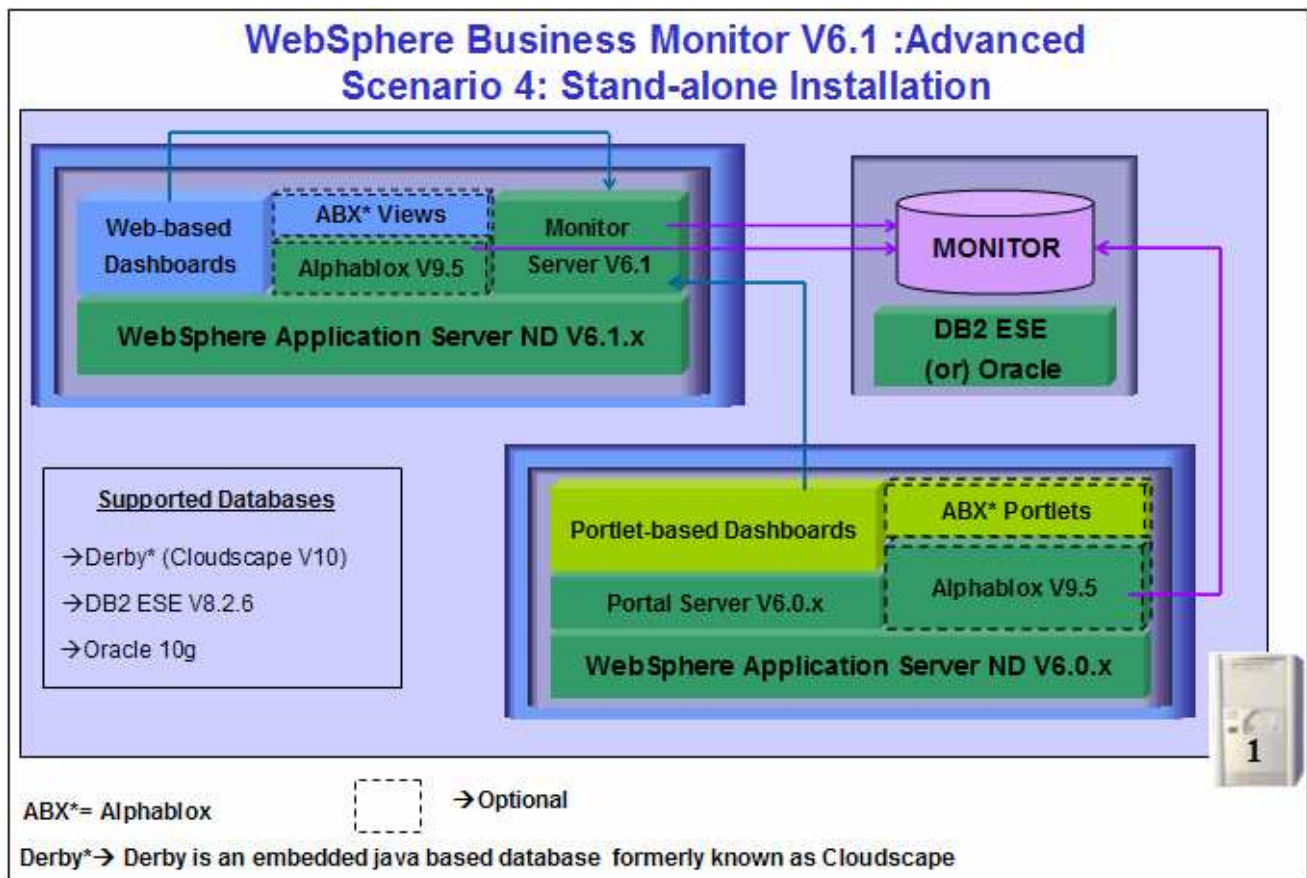 WebSphere Business Monitor V6.1 :Advanced
Scenario 4: Stand-alone Installation
Web-based
Dashboards
ABX* Views
Alphablox V9.5
Monitor
Server V6.1
WebSphere Application Server ND V6.1.x
MONITOR
DB2 ESE
(or) Oracle
Supported Databases
→Derby* (Cloudscape V10)
→DB2 ESE V8.2.6
→Oracle 10g
Portlet-based Dashboards
ABX* Portlets
Portal Server V6.0.x
Alphablox V9.5
WebSphere Application Server ND V6.0.x
1
ABX*= Alphablox
→Optional
Derby*→ Derby is an embedded java based database formerly known as Cloudscape